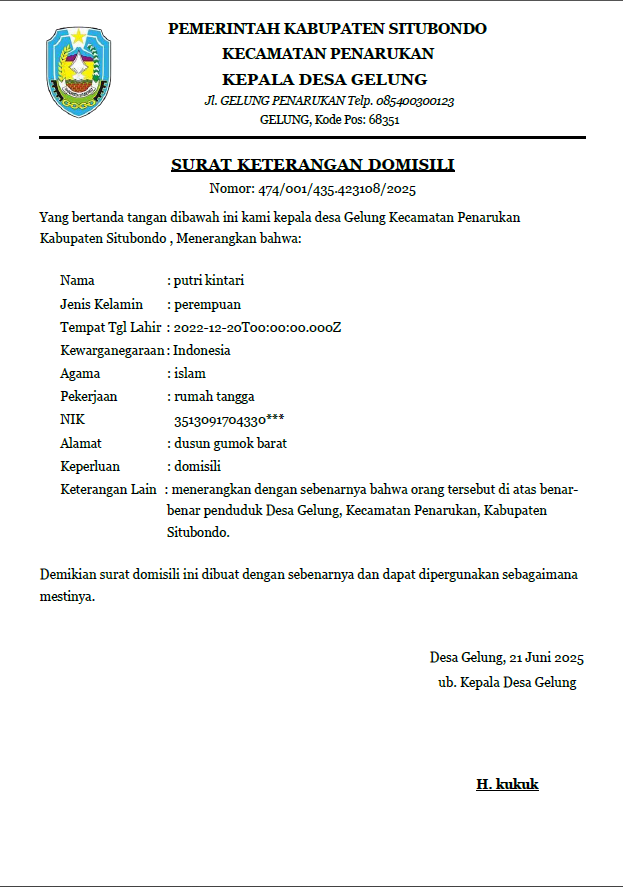 PEMERINTAH KABUPATEN SITUBONDO
KECAMATAN PENARUKAN
KEPALA DESA GELUNG
Jl. GELUNG PENARUKAN Telp. 085400300123
GELUNG, Kode Pos: 68351
SURAT KETERANGAN DOMISILI
Nomor: 474/001/435.423108/2025
Yang bertanda tangan dibawah ini kami kepala desa Gelung Kecamatan Penarukan
Kabupaten Situbondo , Menerangkan bahwa:
Nama : putri kintari
Jenis Kelamin : perempuan
Tempat Tgl Lahir : 2022-12-20T00:00:00.000Z
Kewarganegaraan : Indonesia
Agama : islam
Pekerjaan : rumah tangga
NIK 3513091704330***
Alamat : dusun gumok barat
Keperluan : domisili
Keterangan Lain : menerangkan dengan sebenarnya bahwa orang tersebut di atas benar-
benar penduduk Desa Gelung, Kecamatan Penarukan, Kabupaten
Situbondo.
Demikian surat domisili ini dibuat dengan sebenarnya dan dapat dipergunakan sebagaimana
mestinya.
Desa Gelung, 21 Juni 2025
ub. Kepala Desa Gelung
H. kukuk